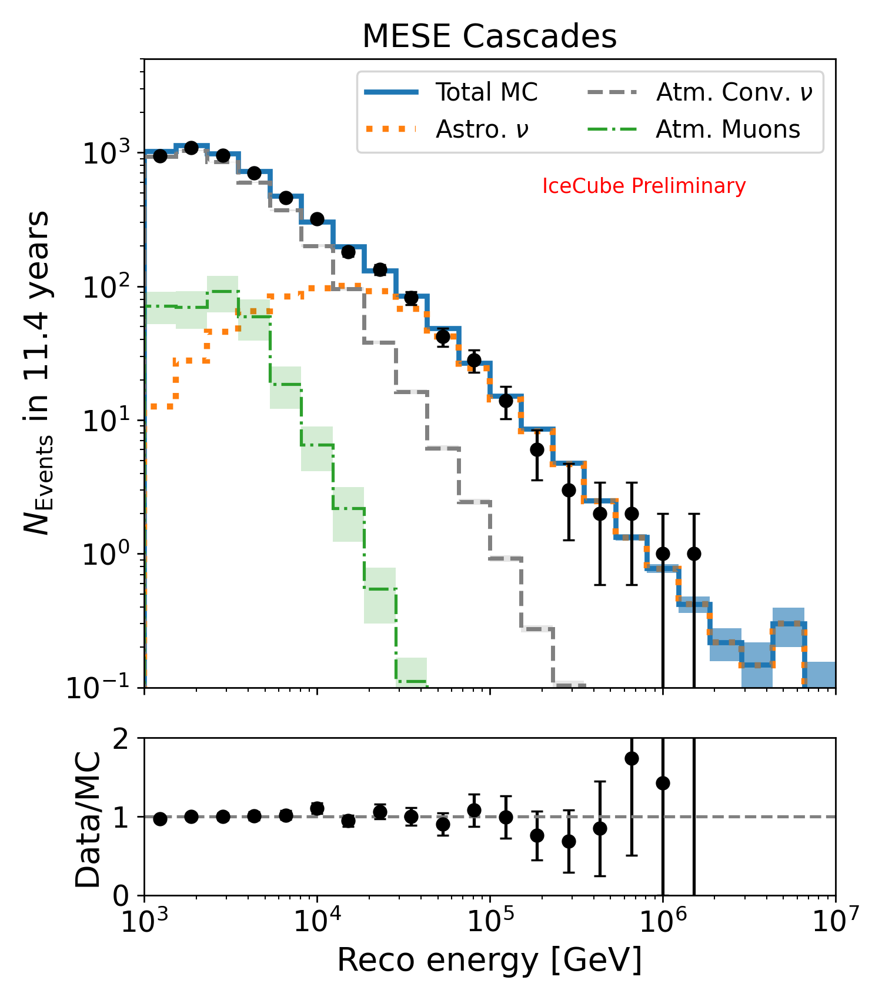 MESE Cascades
Total MC
Astro. ν
Atm. Conv. ν
Atm. Muons
IceCube Preliminary
N_Events in 11.4 years
10³
10²
10¹
10⁰
10⁻¹
Data/MC
2
1
0
10³ 10⁴ 10⁵ 10⁶ 10⁷
Reco energy [GeV]